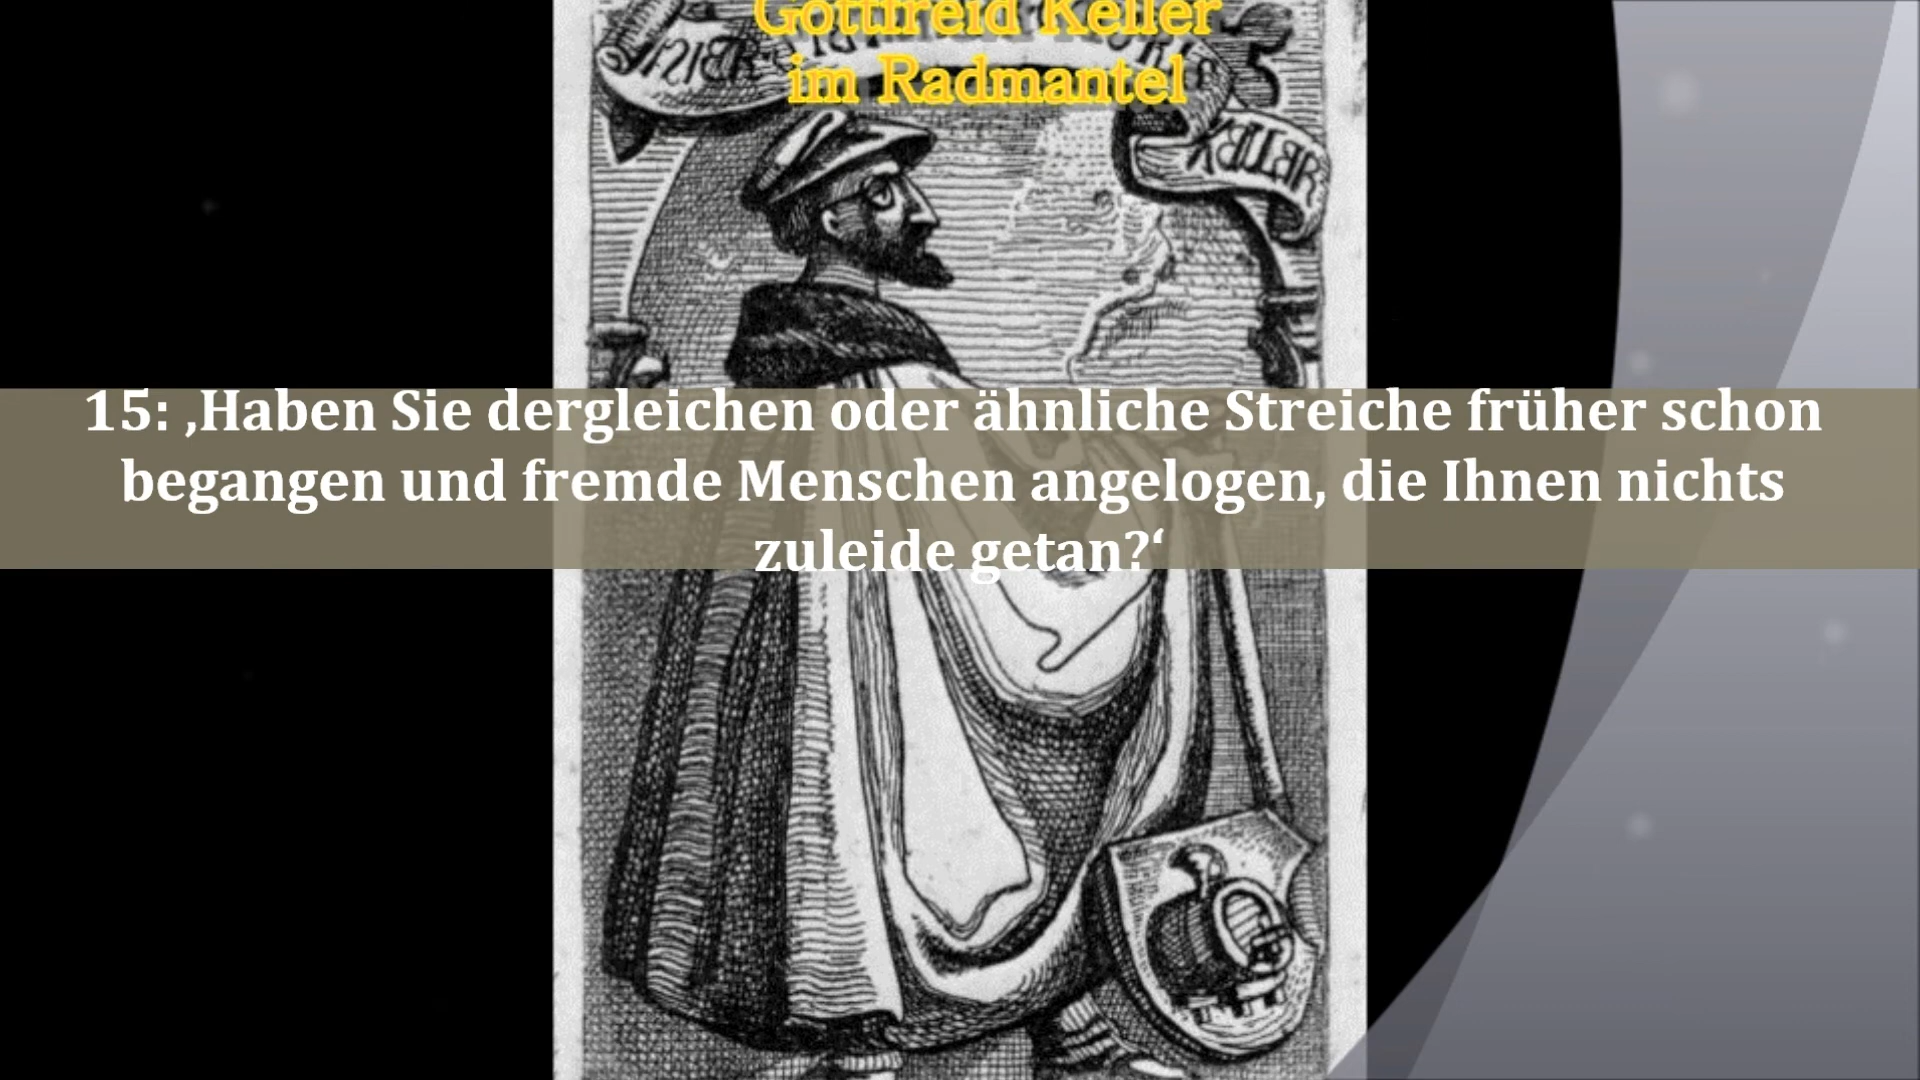 Gottfreid Keller
im Radmantel
15: ‚Haben Sie dergleichen oder ähnliche Streiche früher schon
begangen und fremde Menschen angelogen, die Ihnen nichts
zuleide getan?‘